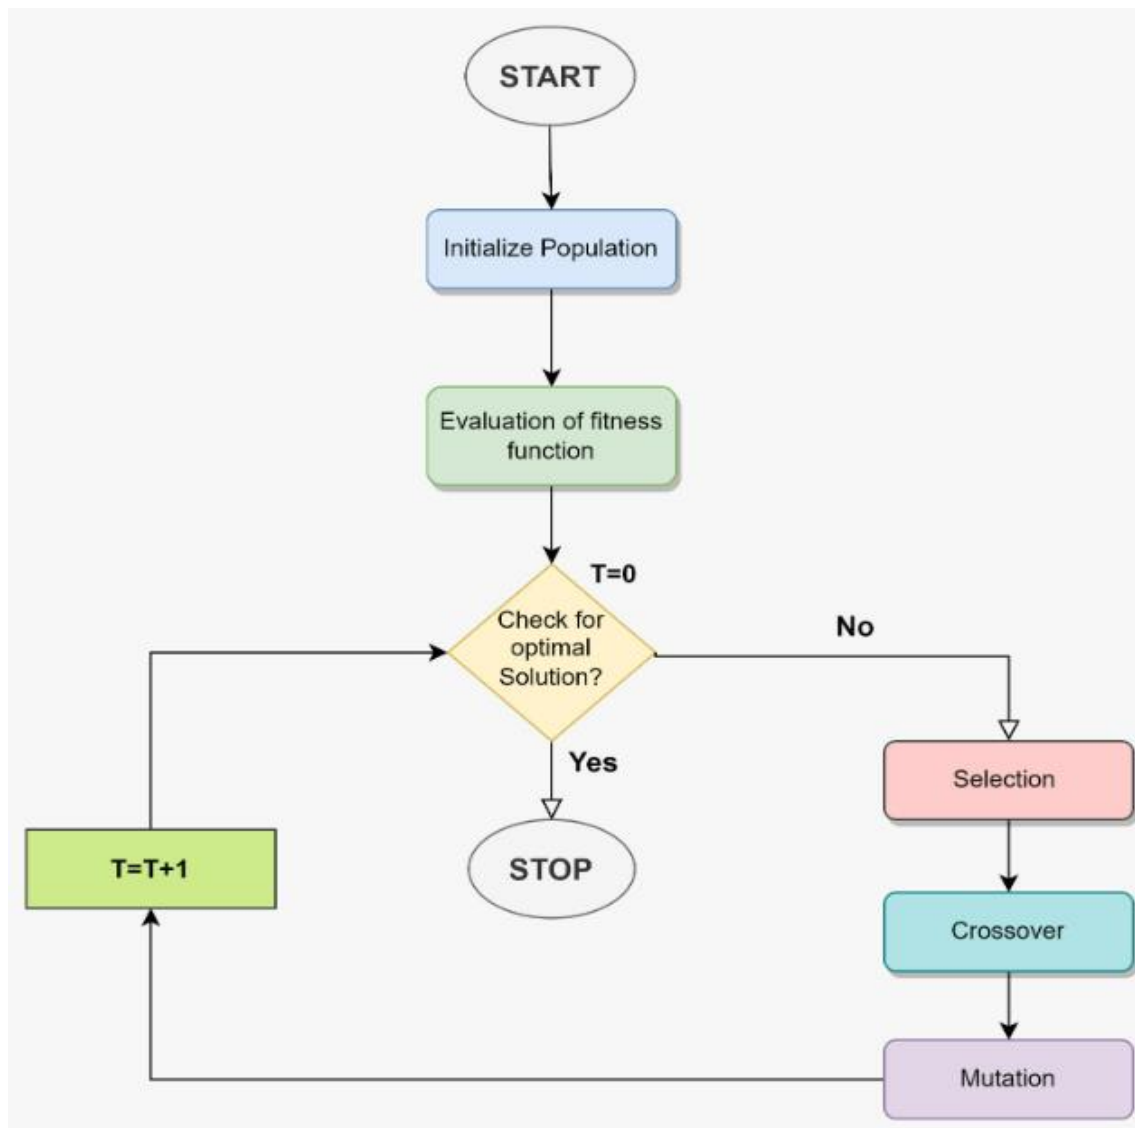 START
Initialize Population
Evaluation of fitness
function
T=0
Check for
optimal
Solution?
No
Yes
Selection
STOP
T=T+1
Crossover
Mutation